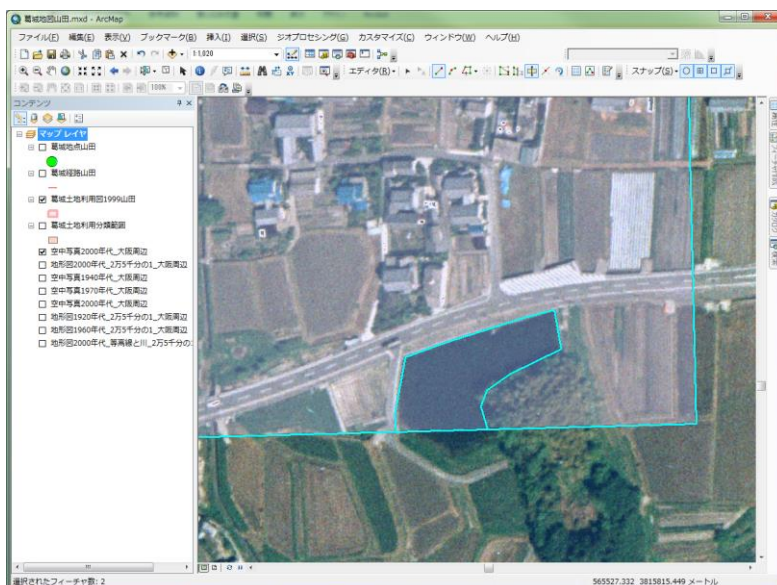 葛城地図山田.mxd - ArcMap
ファイル(F) 編集(E) 表示(V) ブックマーク(B) 挿入(I) 選択(S) ジオプロセシング(G) カスタマイズ(C) ウィンドウ(W) ヘルプ(H)
1:1,820
エディタ(R)▾ スナップ(S)▾
100%
コンテンツ
マップ レイヤ
葛城地点山田
葛城経路山田
葛城土地利用図1999山田
葛城土地利用分類範囲
空中写真2000年代_大阪周辺
地形図2000年代_2万5千分の1_大阪周辺
空中写真1940年代_大阪周辺
空中写真1970年代_大阪周辺
空中写真2000年代_大阪周辺
地形図1920年代_2万5千分の1_大阪周辺
地形図1960年代_2万5千分の1_大阪周辺
地形図2000年代_等高線と川_2万5千分の
カタログ
検索
選択されたフィーチャ数: 2
565527.332 3815815.449 メートル